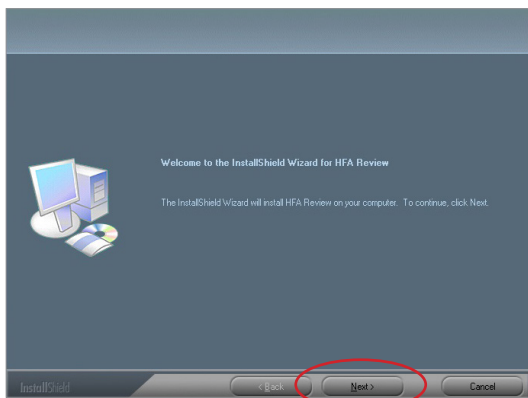 Welcome to the InstallShield Wizard for HFA Review
The InstallShield Wizard will install HFA Review on your computer. To continue, click Next.
InstallShield
< Back
Next >
Cancel